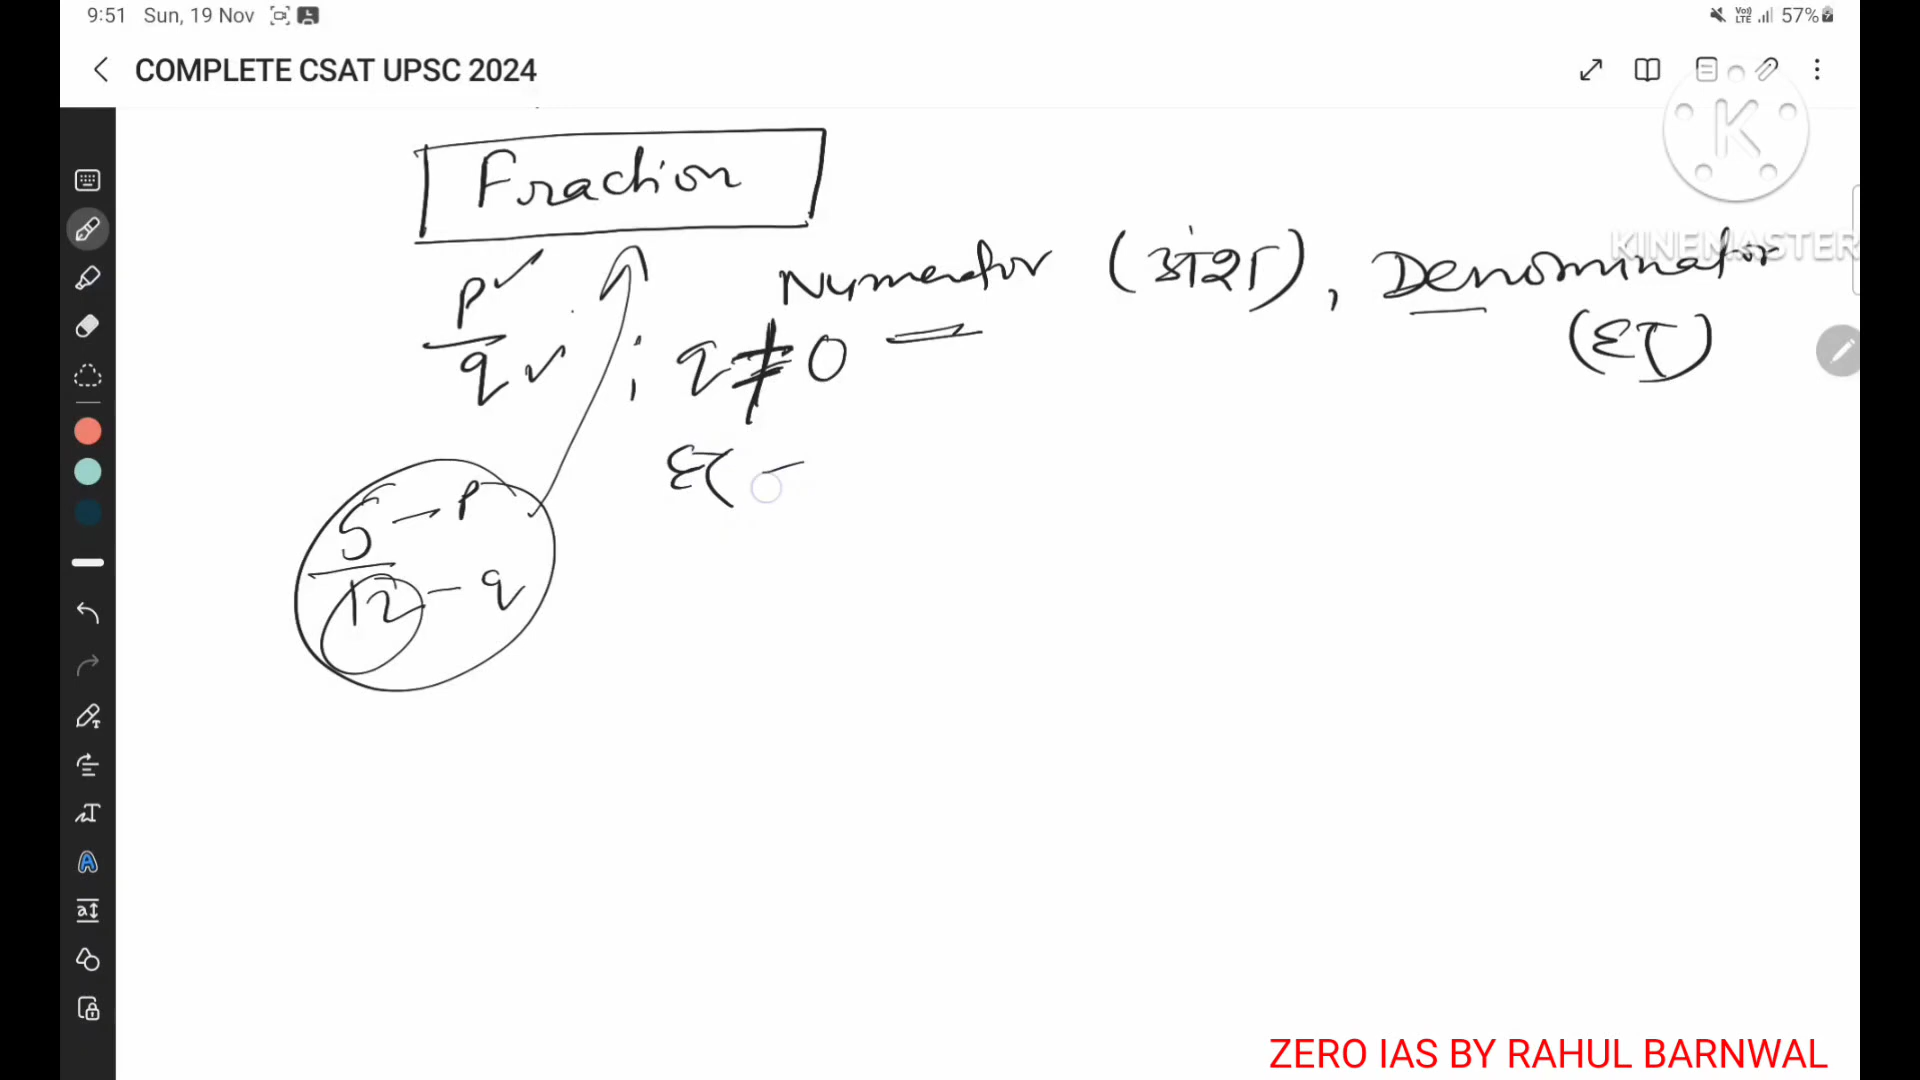 9:51 Sun, 19 Nov
57%
COMPLETE CSAT UPSC 2024
K
KINEMASTER
Fraction
p/q ; q ≠ 0
Numerator (अंश), Denominator
(हर)
हर
5 — p
12 — q
ZERO IAS BY RAHUL BARNWAL